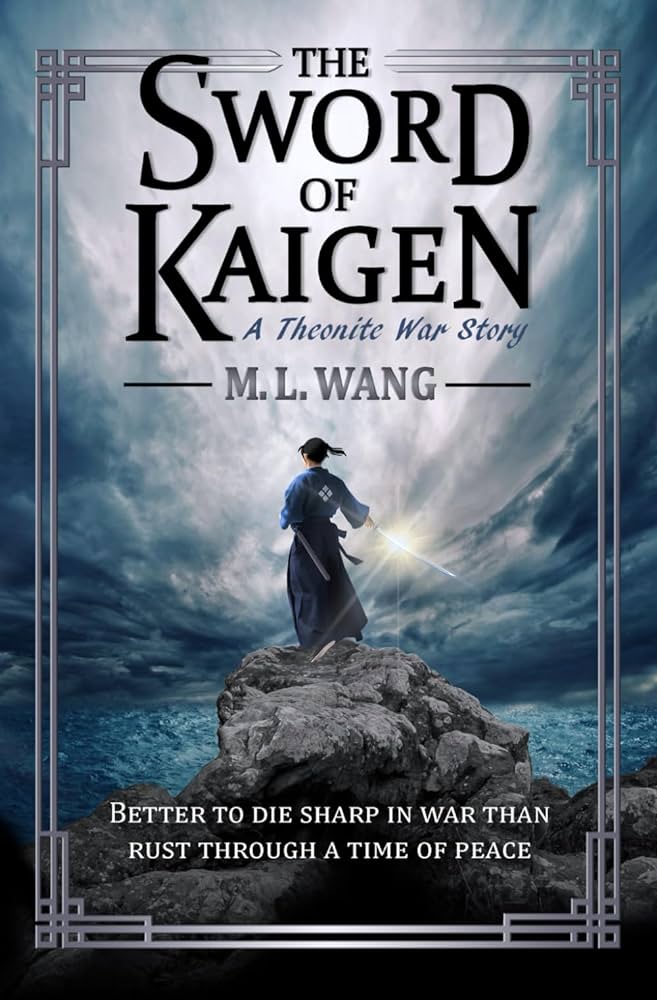 THE
SWORD
OF
KAIGEN
A Theonite War Story
M. L. WANG
BETTER TO DIE SHARP IN WAR THAN
RUST THROUGH A TIME OF PEACE